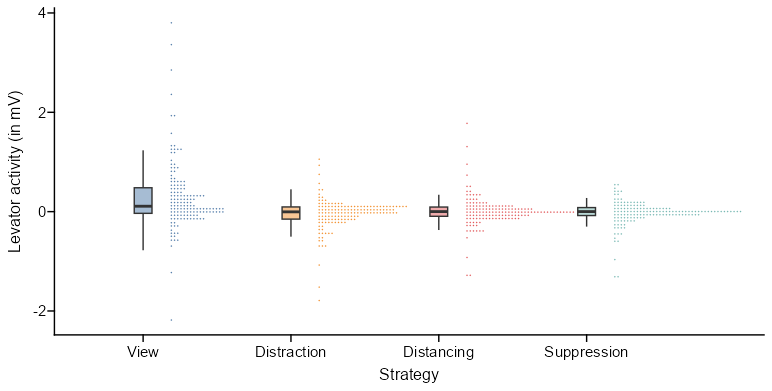 4
2
0
-2
Levator activity (in mV)
View
Distraction
Distancing
Suppression
Strategy